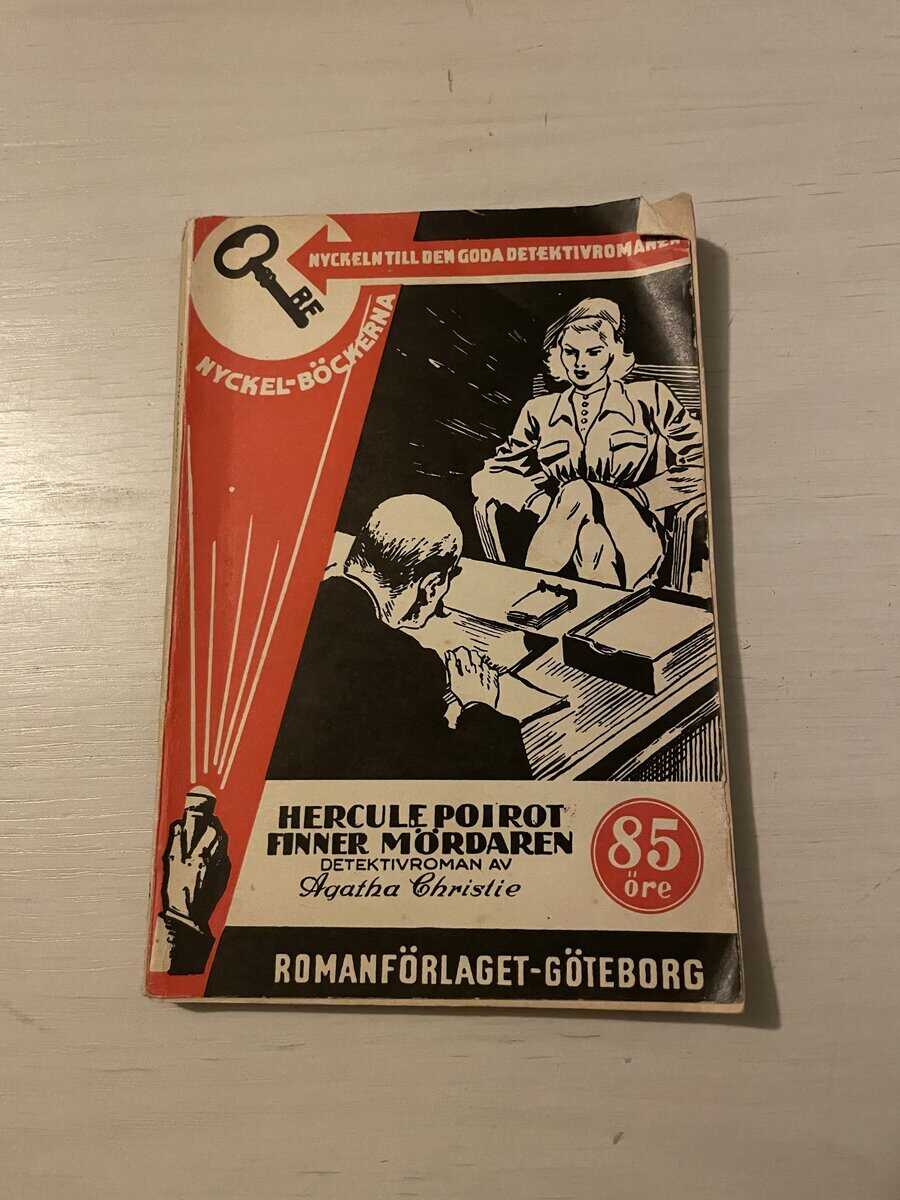 NYCKELN TILL DEN GODA DETEKTIVROMANEN
BF
NYCKEL-BÖCKERNA
HERCULE POIROT
FINNER MÖRDAREN
DETEKTIVROMAN AV
Agatha Christie
85
öre
ROMANFÖRLAGET-GÖTEBORG